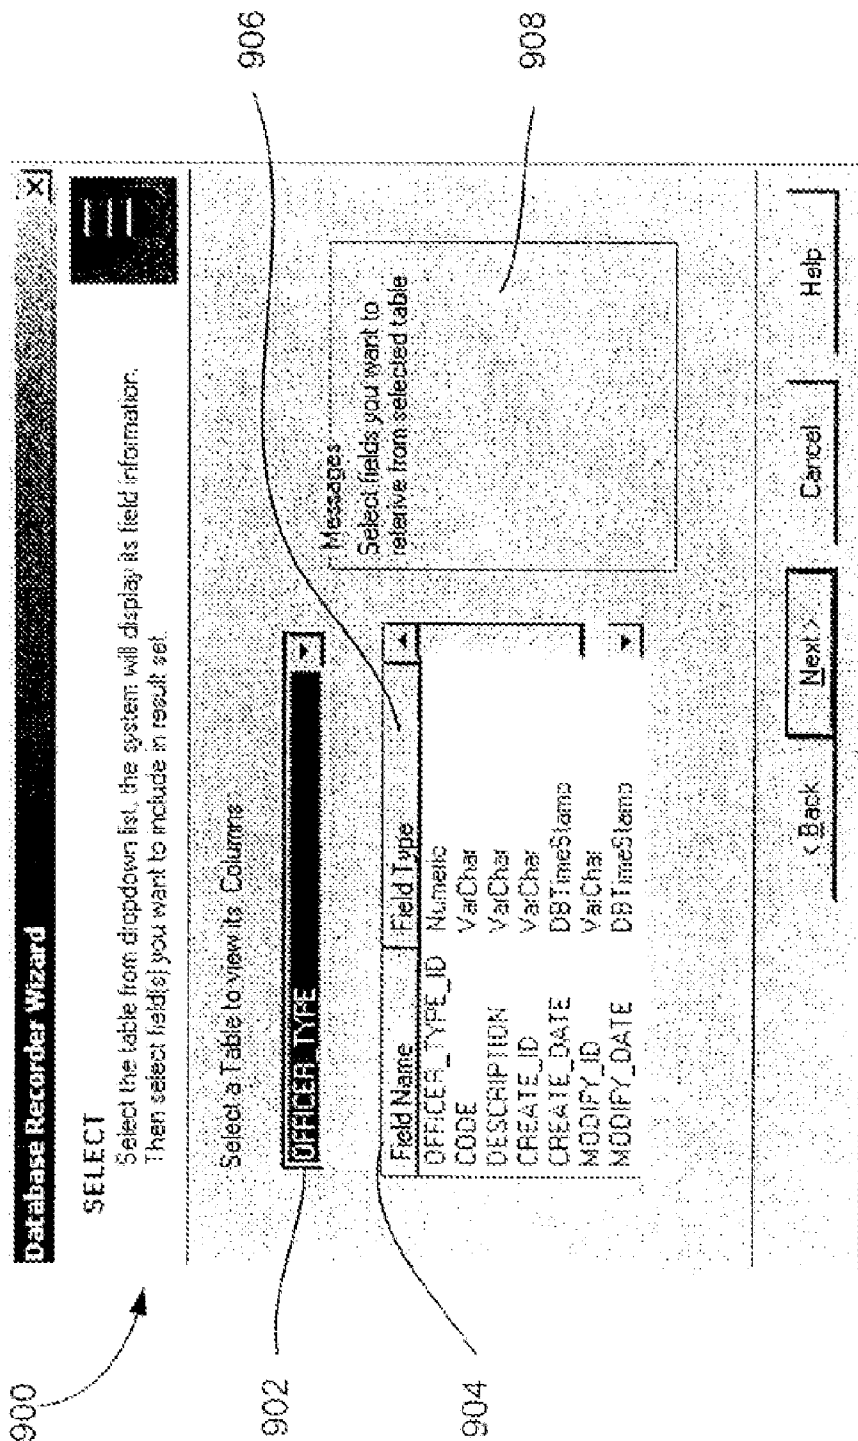 900
Database Recorder Wizard
SELECT
Select the table from dropdown list, the system will display its field information.
Then select field(s) you want to include in result set.
Select a Table to view its Columns
902
OFFICER_TYPE
904
Field Name Field Type
906
OFFICER_TYPE_ID Numeric
CODE VarChar
DESCRIPTION VarChar
CREATE_ID VarChar
CREATE_DATE DBTimeStamp
MODIFY_ID VarChar
MODIFY_DATE DBTimeStamp
Messages
Select fields you want to
reterive from selected table
908
< Back
Next >
Cancel
Help